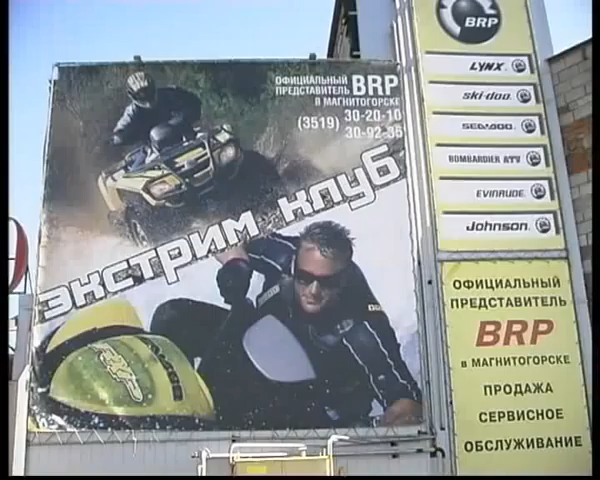 ОФИЦИАЛЬНЫЙ
ПРЕДСТАВИТЕЛЬ BRP
В МАГНИТОГОРСКЕ
(3519) 30-20-10
30-92-35
ЭКСТРИМ-КЛУБ
BRP
LYNX
ski-doo
SEA-DOO
BOMBARDIER ATV
EVINRUDE
Johnson
ОФИЦИАЛЬНЫЙ
ПРЕДСТАВИТЕЛЬ
BRP
В МАГНИТОГОРСКЕ
ПРОДАЖА
СЕРВИСНОЕ
ОБСЛУЖИВАНИЕ